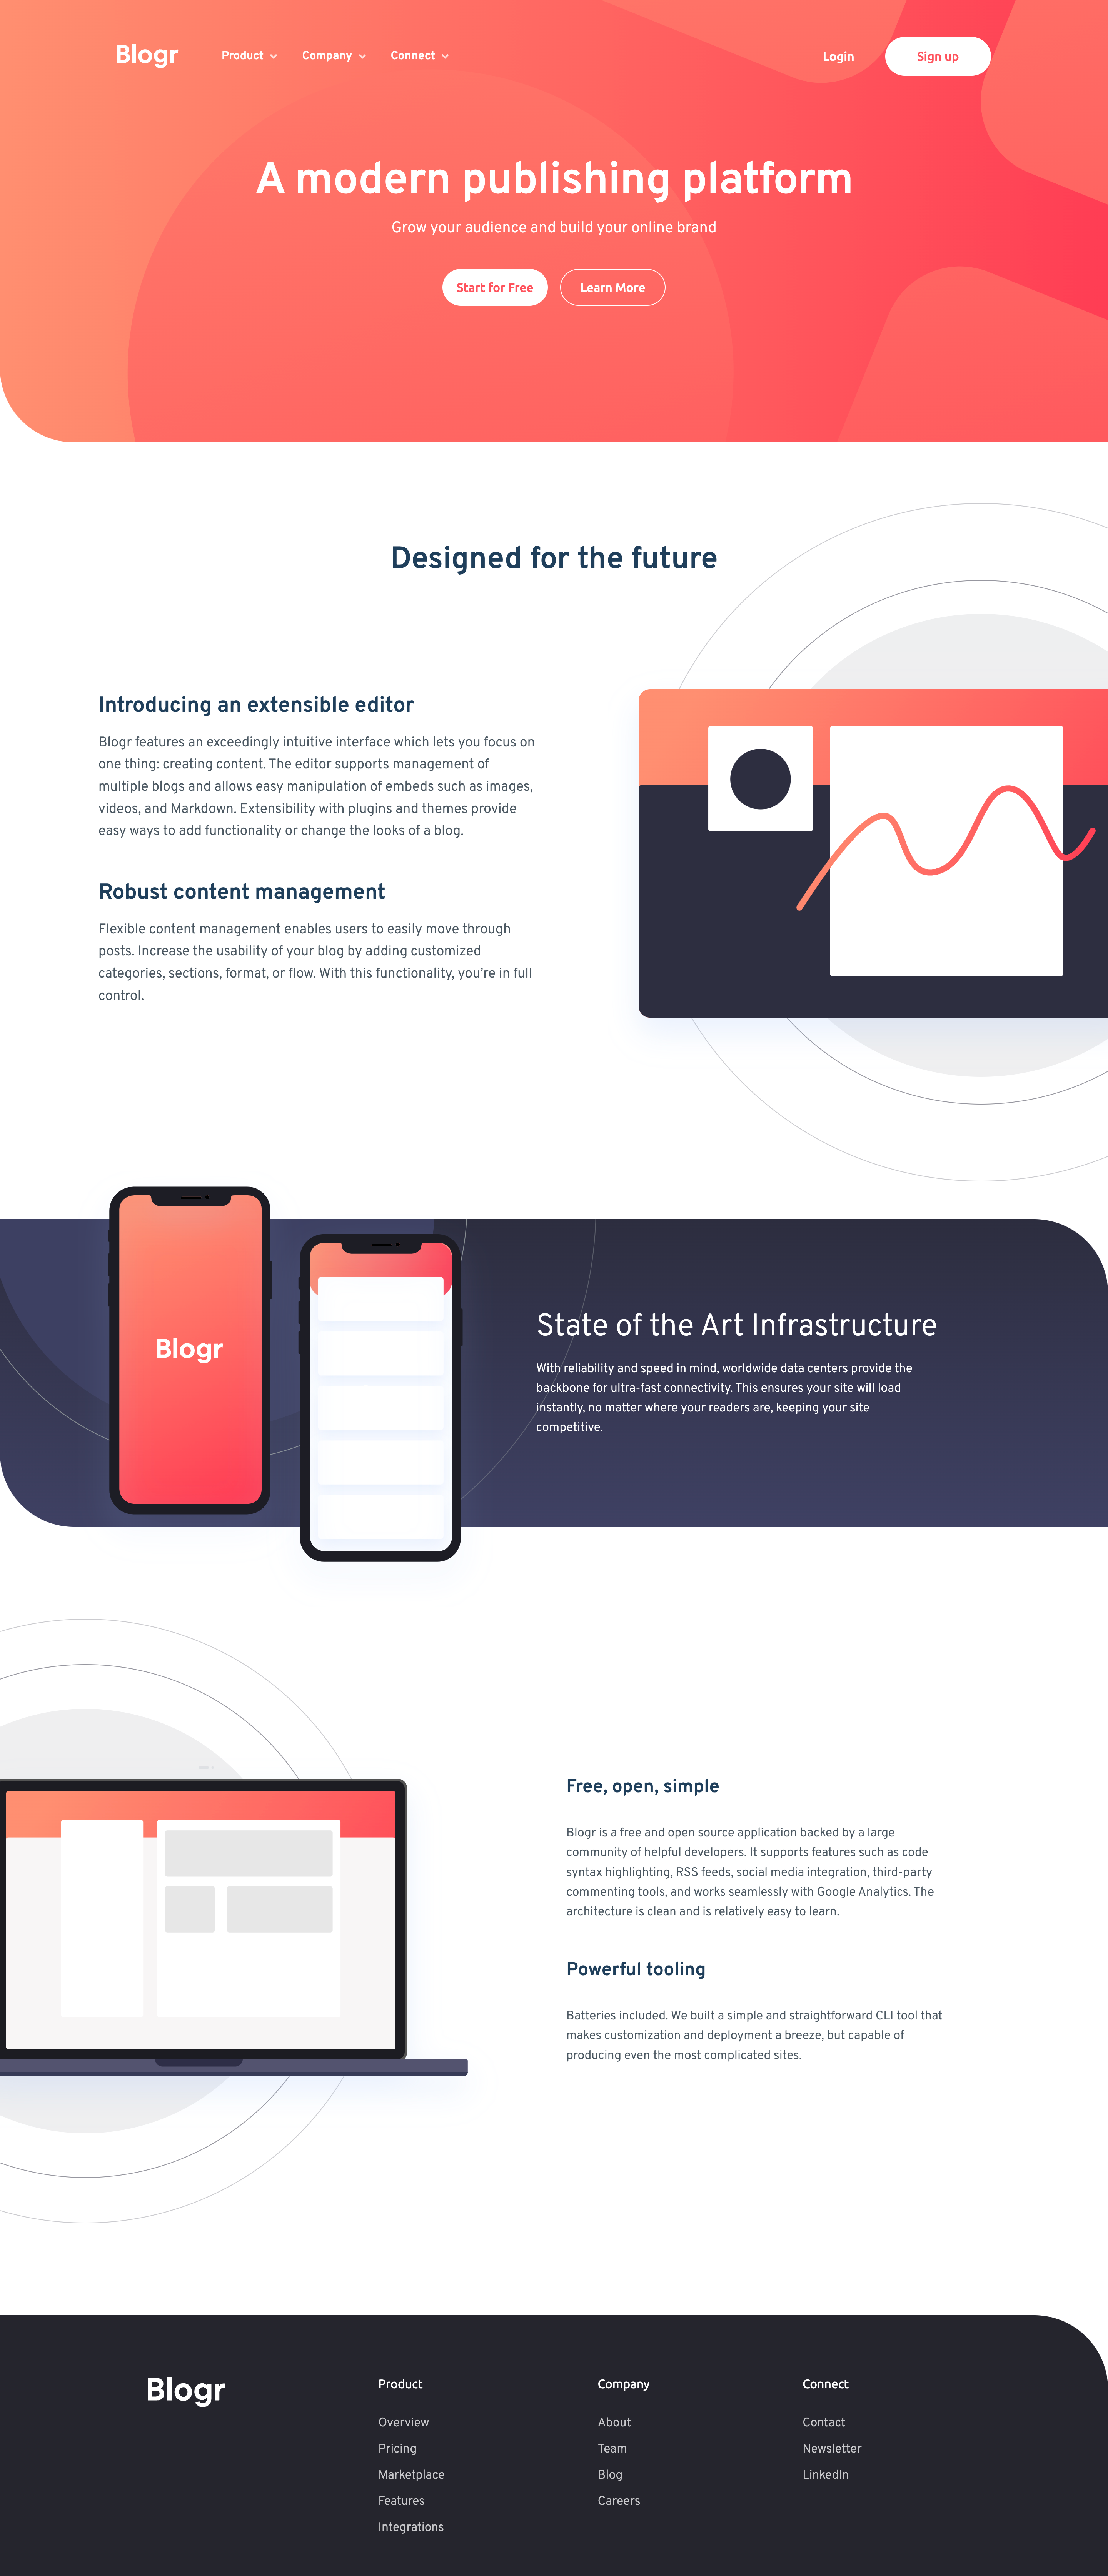 Blogr Product Company Connect Login Sign up
A modern publishing platform
Grow your audience and build your online brand
Start for Free Learn More
Designed for the future
Introducing an extensible editor
Blogr features an exceedingly intuitive interface which lets you focus on
one thing: creating content. The editor supports management of
multiple blogs and allows easy manipulation of embeds such as images,
videos, and Markdown. Extensibility with plugins and themes provide
easy ways to add functionality or change the looks of a blog.
Robust content management
Flexible content management enables users to easily move through
posts. Increase the usability of your blog by adding customized
categories, sections, format, or flow. With this functionality, you're in full
control.
Blogr
State of the Art Infrastructure
With reliability and speed in mind, worldwide data centers provide the
backbone for ultra-fast connectivity. This ensures your site will load
instantly, no matter where your readers are, keeping your site
competitive.
Free, open, simple
Blogr is a free and open source application backed by a large
community of helpful developers. It supports features such as code
syntax highlighting, RSS feeds, social media integration, third-party
commenting tools, and works seamlessly with Google Analytics. The
architecture is clean and is relatively easy to learn.
Powerful tooling
Batteries included. We built a simple and straightforward CLI tool that
makes customization and deployment a breeze, but capable of
producing even the most complicated sites.
Blogr
Product
Overview
Pricing
Marketplace
Features
Integrations
Company
About
Team
Blog
Careers
Connect
Contact
Newsletter
LinkedIn